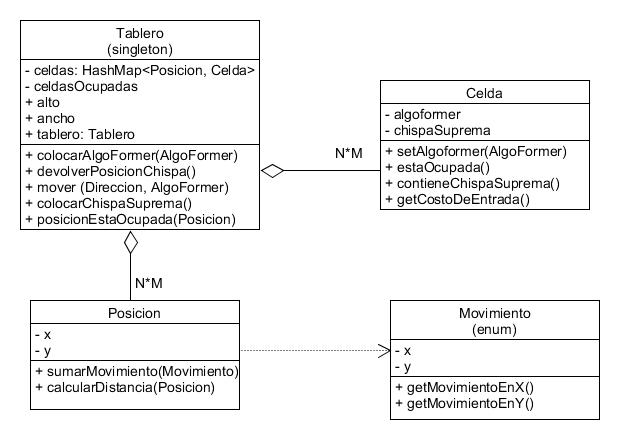 Tablero
(singleton)
- celdas: HashMap<Posicion, Celda>
- celdasOcupadas
+ alto
+ ancho
+ tablero: Tablero
+ colocarAlgoFormer(AlgoFormer)
+ devolverPosicionChispa()
+ mover (Direccion, AlgoFormer)
+ colocarChispaSuprema()
+ posicionEstaOcupada(Posicion)
N*M
Celda
- algoformer
- chispaSuprema
+ setAlgoformer(AlgoFormer)
+ estaOcupada()
+ contieneChispaSuprema()
+ getCostoDeEntrada()
N*M
Posicion
- x
- y
+ sumarMovimiento(Movimiento)
+ calcularDistancia(Posicion)
Movimiento
(enum)
- x
- y
+ getMovimientoEnX()
+ getMovimientoEnY()